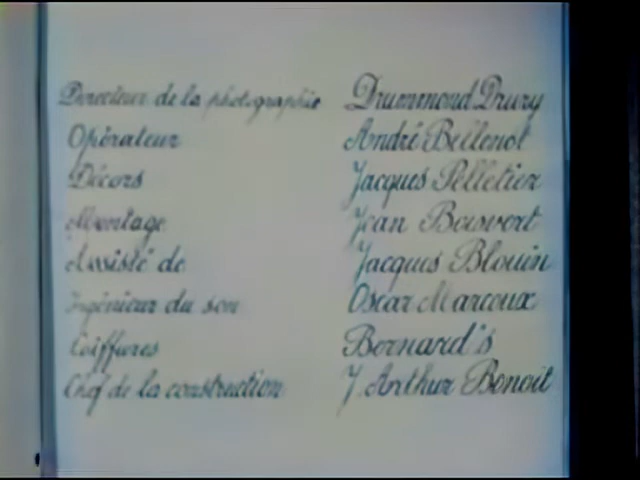 Directeur de la photographie Drummond Drury
Opérateur André Bellenot
Décors Jacques Pelletier
Montage Jean Boisvert
Assisté de Jacques Blouin
Ingénieur du son Oscar Marcoux
Coiffures Bernard's
Chef de la construction J. Arthur Benoit